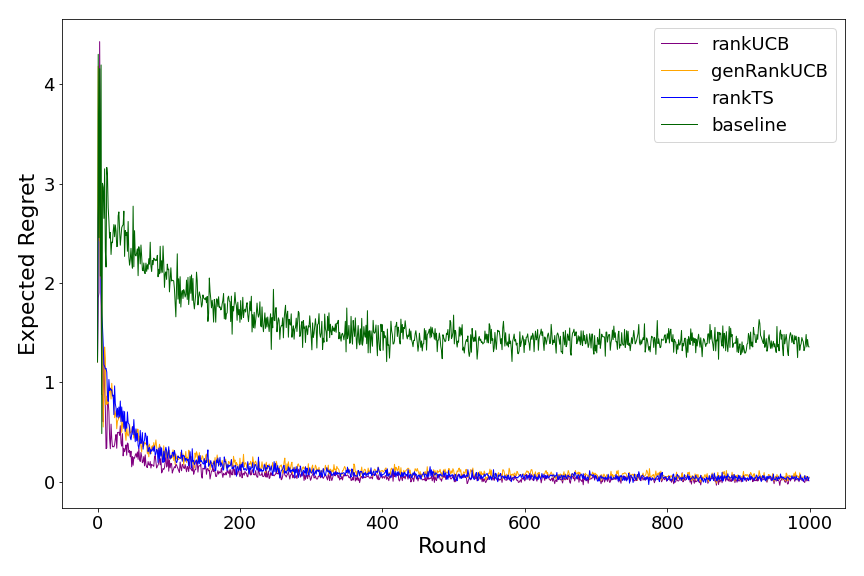 rankUCB
genRankUCB
rankTS
baseline
Expected Regret
4
3
2
1
0
0 200 400 600 800 1000
Round